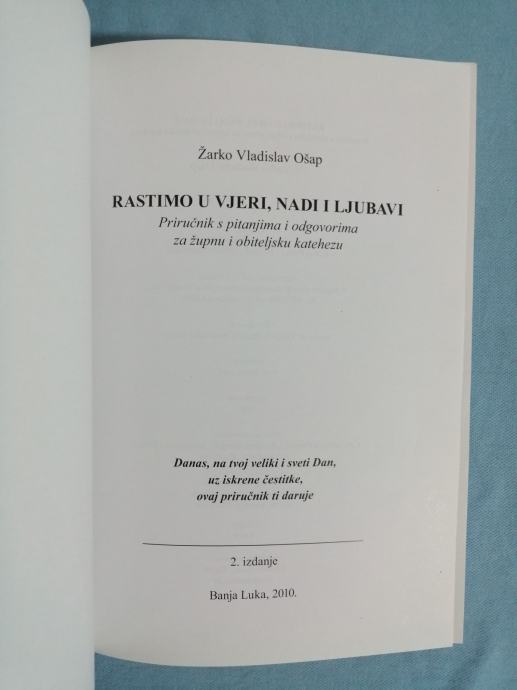 Žarko Vladislav Ošap
RASTIMO U VJERI, NADI I LJUBAVI
Priručnik s pitanjima i odgovorima
za župnu i obiteljsku katehezu
Danas, na tvoj veliki i sveti Dan,
uz iskrene čestitke,
ovaj priručnik ti daruje
2. izdanje
Banja Luka, 2010.